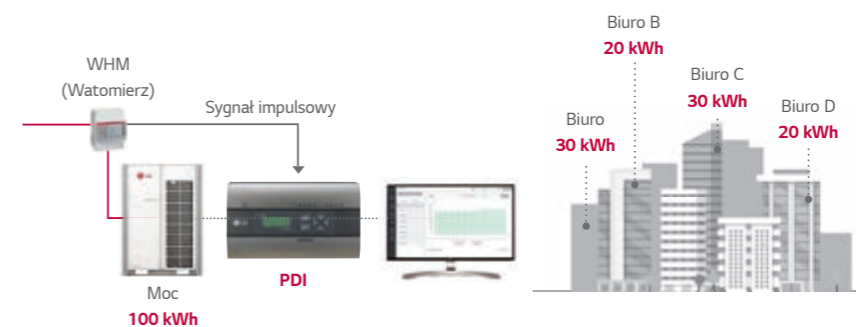 WHM
(Watomierz)
Sygnał impulsowy
Moc
100 kWh
PDI
Biuro
30 kWh
Biuro B
20 kWh
Biuro C
30 kWh
Biuro D
20 kWh